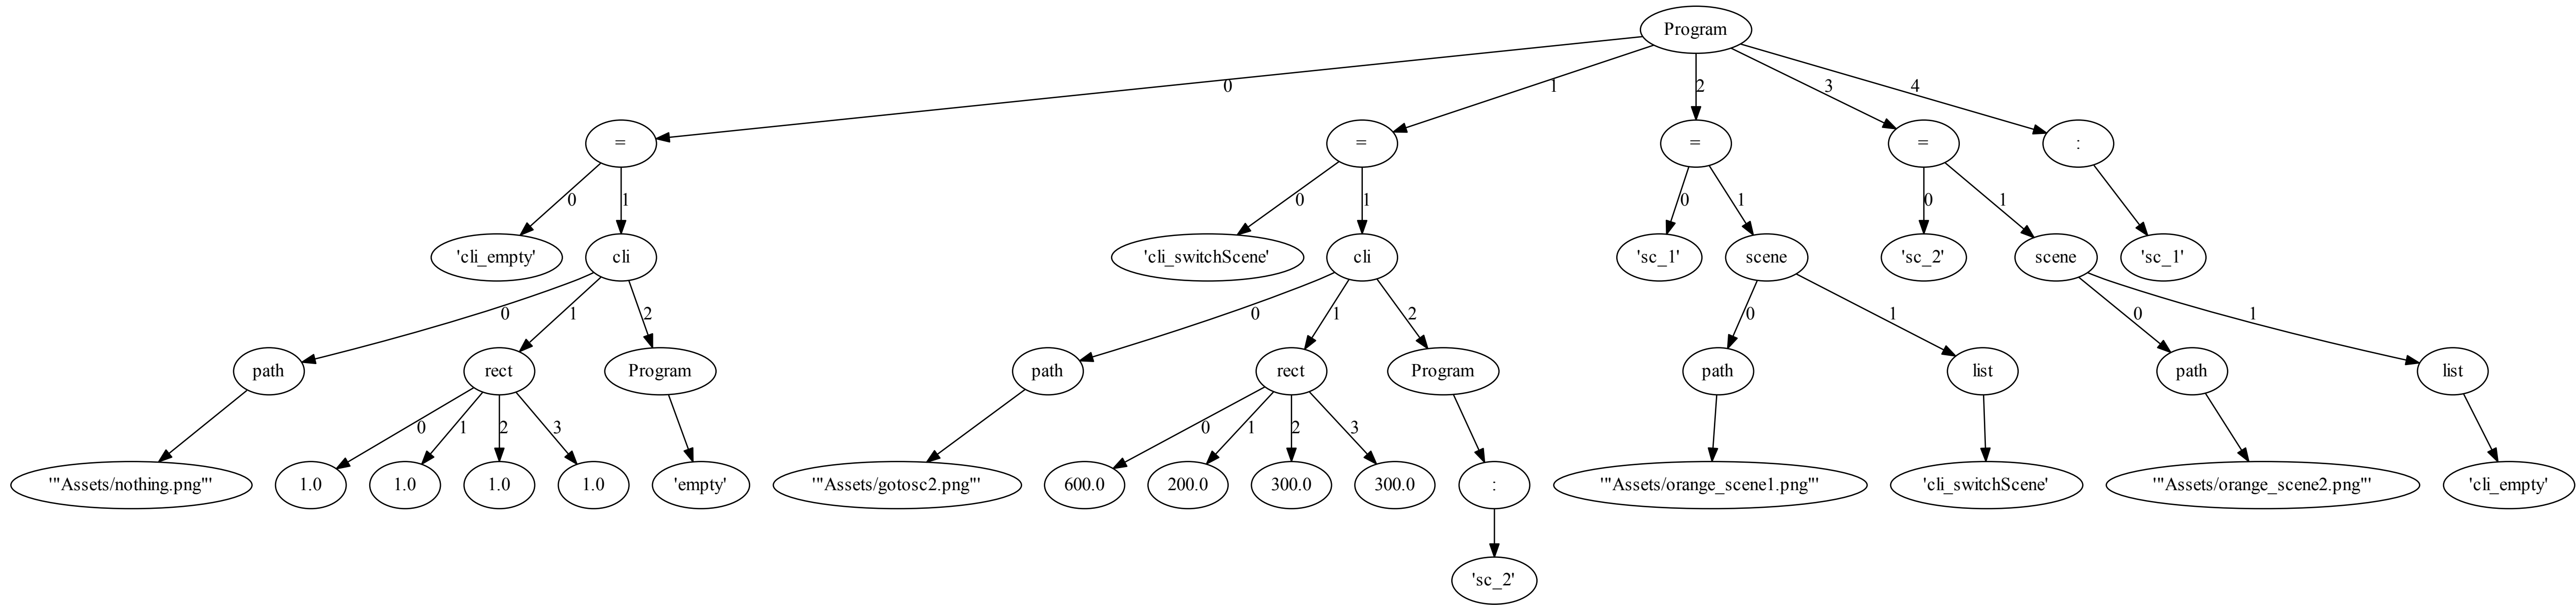 Program
0 1 2 3 4
= = = = :
0 1 0 1 0 1 0 1
'cli_empty' cli 'cli_switchScene' cli 'sc_1' scene 'sc_2' scene 'sc_1'
0 1 2 0 1 2 0 1 0 1
path rect Program path rect Program path list path list
0 1 2 3 0 1 2 3
'"Assets/nothing.png"' 1.0 1.0 1.0 1.0 'empty' '"Assets/gotosc2.png"' 600.0 200.0 300.0 300.0 : '"Assets/orange_scene1.png"' 'cli_switchScene' '"Assets/orange_scene2.png"' 'cli_empty'
'sc_2'